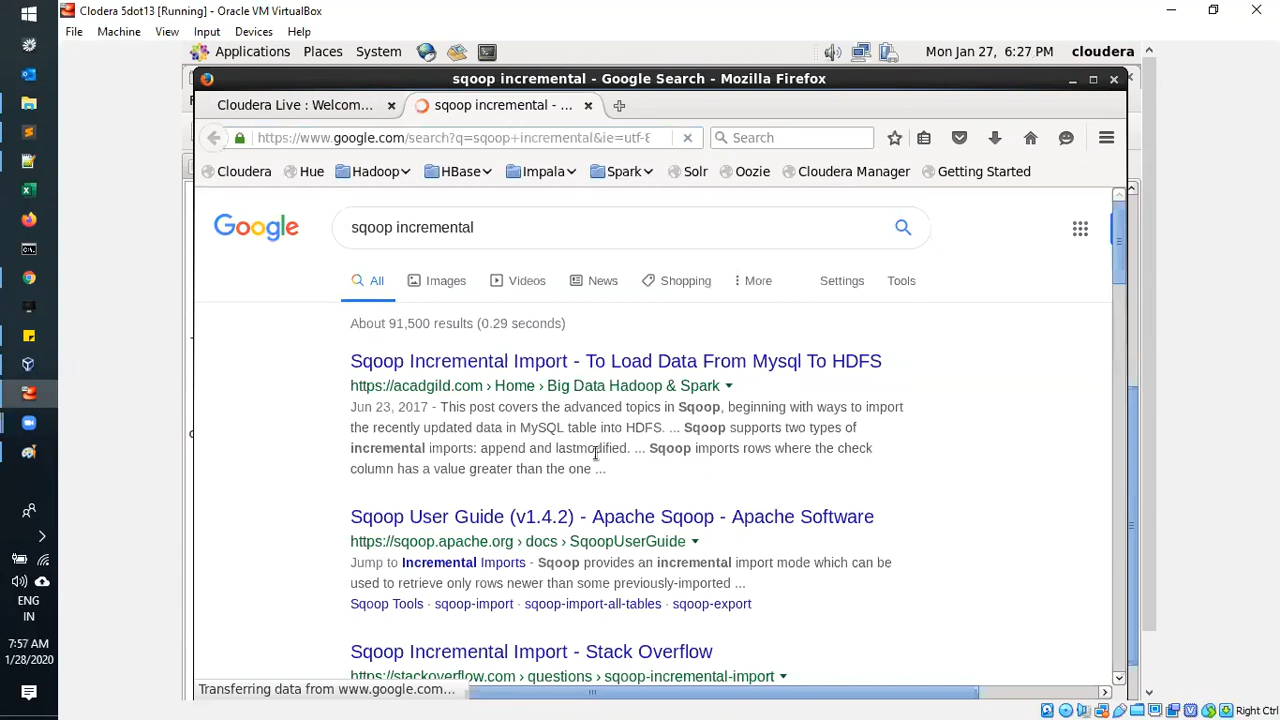 Clodera 5dot13 [Running] - Oracle VM VirtualBox
File Machine View Input Devices Help
Applications Places System Mon Jan 27, 6:27 PM cloudera
sqoop incremental - Google Search - Mozilla Firefox
Cloudera Live : Welcom... sqoop incremental - ...
https://www.google.com/search?q=sqoop+incremental&ie=utf-8 Search
Cloudera Hue Hadoop HBase Impala Spark Solr Oozie Cloudera Manager Getting Started
Google sqoop incremental
All Images Videos News Shopping More Settings Tools
About 91,500 results (0.29 seconds)
Sqoop Incremental Import - To Load Data From Mysql To HDFS
https://acadgild.com › Home › Big Data Hadoop & Spark
Jun 23, 2017 - This post covers the advanced topics in Sqoop, beginning with ways to import
the recently updated data in MySQL table into HDFS. ... Sqoop supports two types of
incremental imports: append and lastmodified. ... Sqoop imports rows where the check
column has a value greater than the one ...
Sqoop User Guide (v1.4.2) - Apache Sqoop - Apache Software
https://sqoop.apache.org › docs › SqoopUserGuide
Jump to Incremental Imports - Sqoop provides an incremental import mode which can be
used to retrieve only rows newer than some previously-imported ...
Sqoop Tools · sqoop-import · sqoop-import-all-tables · sqoop-export
Sqoop Incremental Import - Stack Overflow
https://stackoverflow.com › questions › sqoop-incremental-import
Transferring data from www.google.com...
ENG
IN
7:57 AM
1/28/2020
Right Ctrl